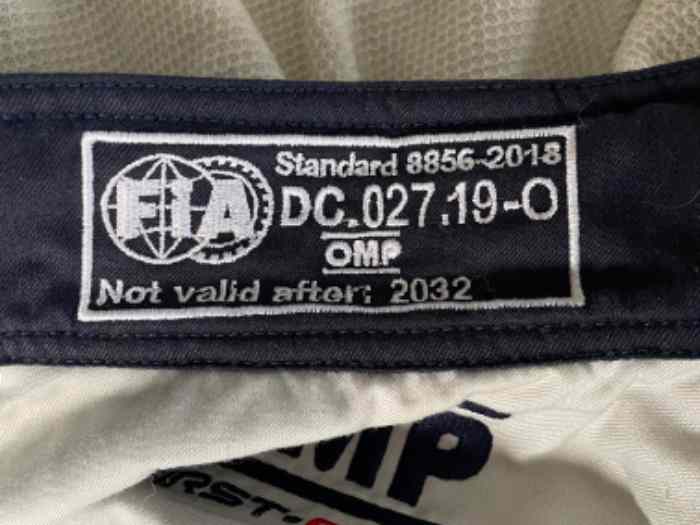 FIA
Standard 8856-2018
DC.027.19-O
OMP
Not valid after: 2032
OMP